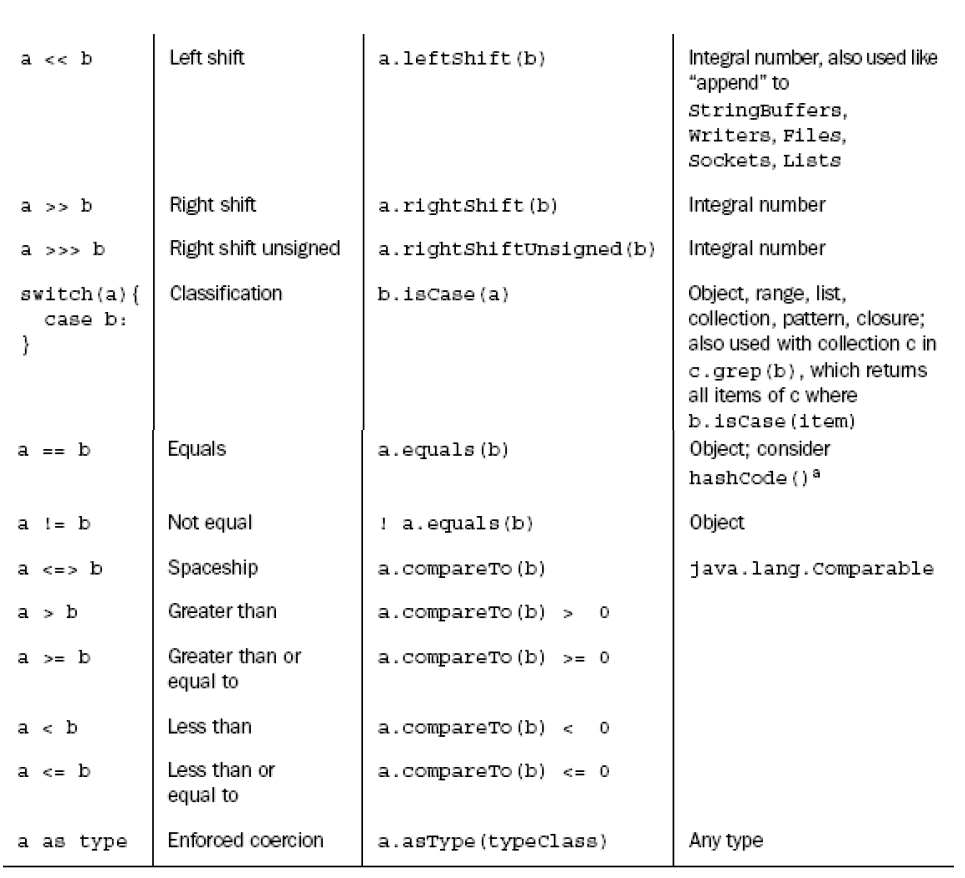 a << b Left shift a.leftShift(b) Integral number, also used like
"append" to
StringBuffers,
Writers, Files,
Sockets, Lists
a >> b Right shift a.rightShift(b) Integral number
a >>> b Right shift unsigned a.rightShiftUnsigned(b) Integral number
switch(a){ Classification b.isCase(a) Object, range, list,
case b: collection, pattern, closure;
} also used with collection c in
c.grep(b), which returns
all items of c where
b.isCase(item)
a == b Equals a.equals(b) Object; consider
hashCode()a
a != b Not equal ! a.equals(b) Object
a <=> b Spaceship a.compareTo(b) java.lang.Comparable
a > b Greater than a.compareTo(b) > 0
a >= b Greater than or a.compareTo(b) >= 0
equal to
a < b Less than a.compareTo(b) < 0
a <= b Less than or a.compareTo(b) <= 0
equal to
a as type Enforced coercion a.asType(typeClass) Any type